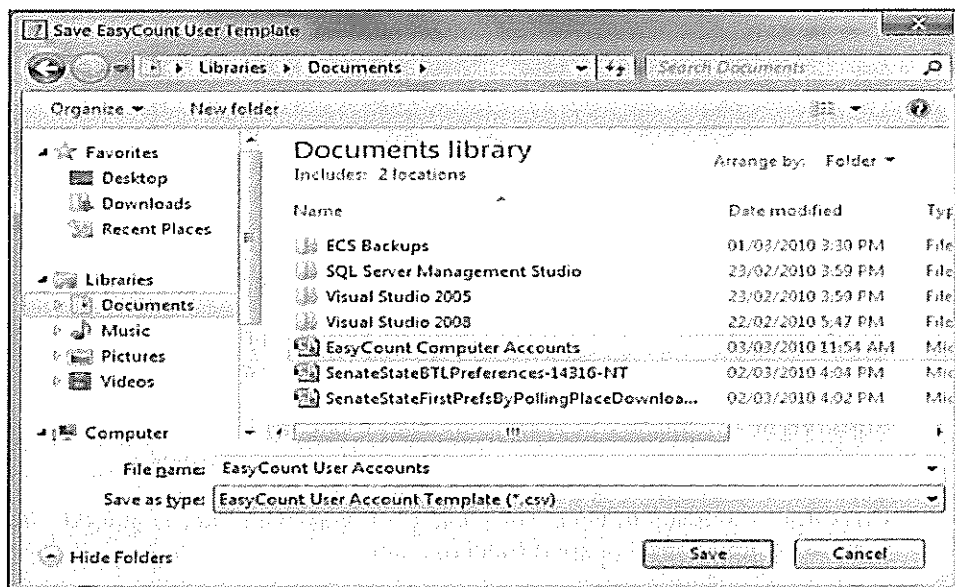 Save EasyCount User Template
Libraries Documents Search Documents
Organize New folder
Favorites
Desktop
Downloads
Recent Places
Libraries
Documents
Music
Pictures
Videos
Computer
Documents library
Includes: 2 locations
Arrange by: Folder
Name Date modified Typ
ECS Backups 01/03/2010 3:30 PM File
SQL Server Management Studio 23/02/2010 3:59 PM File
Visual Studio 2005 23/02/2010 3:59 PM File
Visual Studio 2008 22/02/2010 5:47 PM File
EasyCount Computer Accounts 03/03/2010 11:54 AM Mic
SenateStateBTLPreferences-14316-NT 02/03/2010 4:04 PM Mic
SenateStateFirstPrefsByPollingPlaceDownloa... 02/03/2010 4:02 PM Mic
File name: EasyCount User Accounts
Save as type: EasyCount User Account Template (*.csv)
Hide Folders Save Cancel